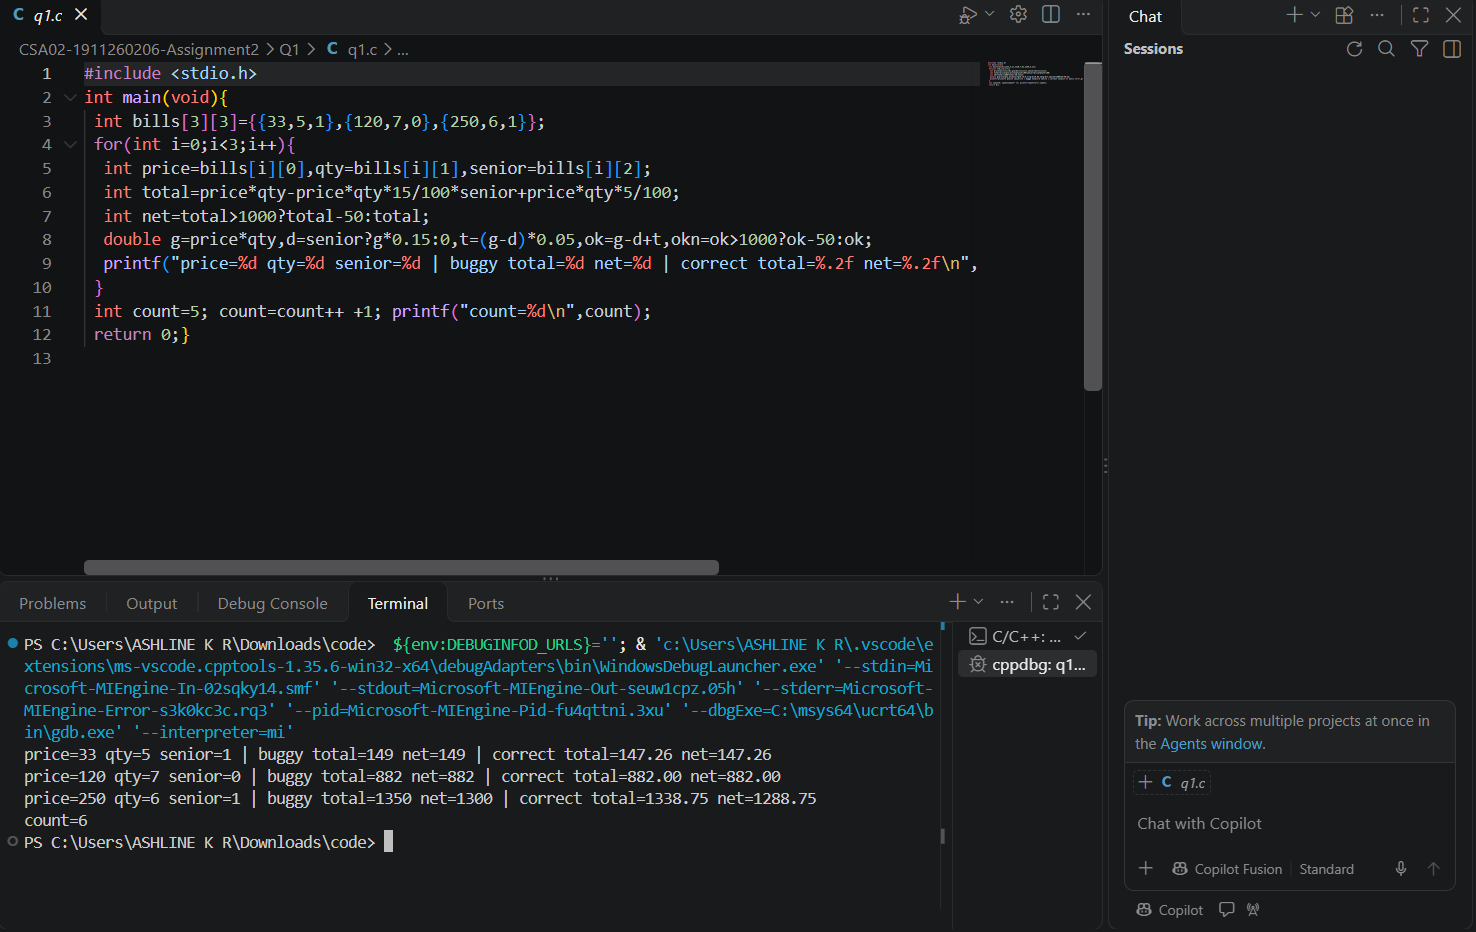 C q1.c
Chat
CSA02-1911260206-Assignment2 > Q1 > C q1.c > ...
Sessions
1 #include <stdio.h>
2 int main(void){
3 int bills[3][3]={{33,5,1},{120,7,0},{250,6,1}};
4 for(int i=0;i<3;i++){
5 int price=bills[i][0],qty=bills[i][1],senior=bills[i][2];
6 int total=price*qty-price*qty*15/100*senior+price*qty*5/100;
7 int net=total>1000?total-50:total;
8 double g=price*qty,d=senior?g*0.15:0,t=(g-d)*0.05,ok=g-d+t,okn=ok>1000?ok-50:ok;
9 printf("price=%d qty=%d senior=%d | buggy total=%d net=%d | correct total=%.2f net=%.2f\n",
10 }
11 int count=5; count=count++ +1; printf("count=%d\n",count);
12 return 0;}
13
Problems Output Debug Console Terminal Ports
PS C:\Users\ASHLINE K R\Downloads\code> ${env:DEBUGINFOD_URLS}=''; & 'c:\Users\ASHLINE K R\.vscode\e
xtensions\ms-vscode.cpptools-1.35.6-win32-x64\debugAdapters\bin\WindowsDebugLauncher.exe' '--stdin=Mi
crosoft-MIEngine-In-02sqky14.smf' '--stdout=Microsoft-MIEngine-Out-seuw1cpz.05h' '--stderr=Microsoft-
MIEngine-Error-s3k0kc3c.rq3' '--pid=Microsoft-MIEngine-Pid-fu4qttni.3xu' '--dbgExe=C:\msys64\ucrt64\b
in\gdb.exe' '--interpreter=mi'
price=33 qty=5 senior=1 | buggy total=149 net=149 | correct total=147.26 net=147.26
price=120 qty=7 senior=0 | buggy total=882 net=882 | correct total=882.00 net=882.00
price=250 qty=6 senior=1 | buggy total=1350 net=1300 | correct total=1338.75 net=1288.75
count=6
PS C:\Users\ASHLINE K R\Downloads\code>
C/C++: ...
cppdbg: q1...
Tip: Work across multiple projects at once in
the Agents window.
C q1.c
Chat with Copilot
Copilot Fusion Standard
Copilot